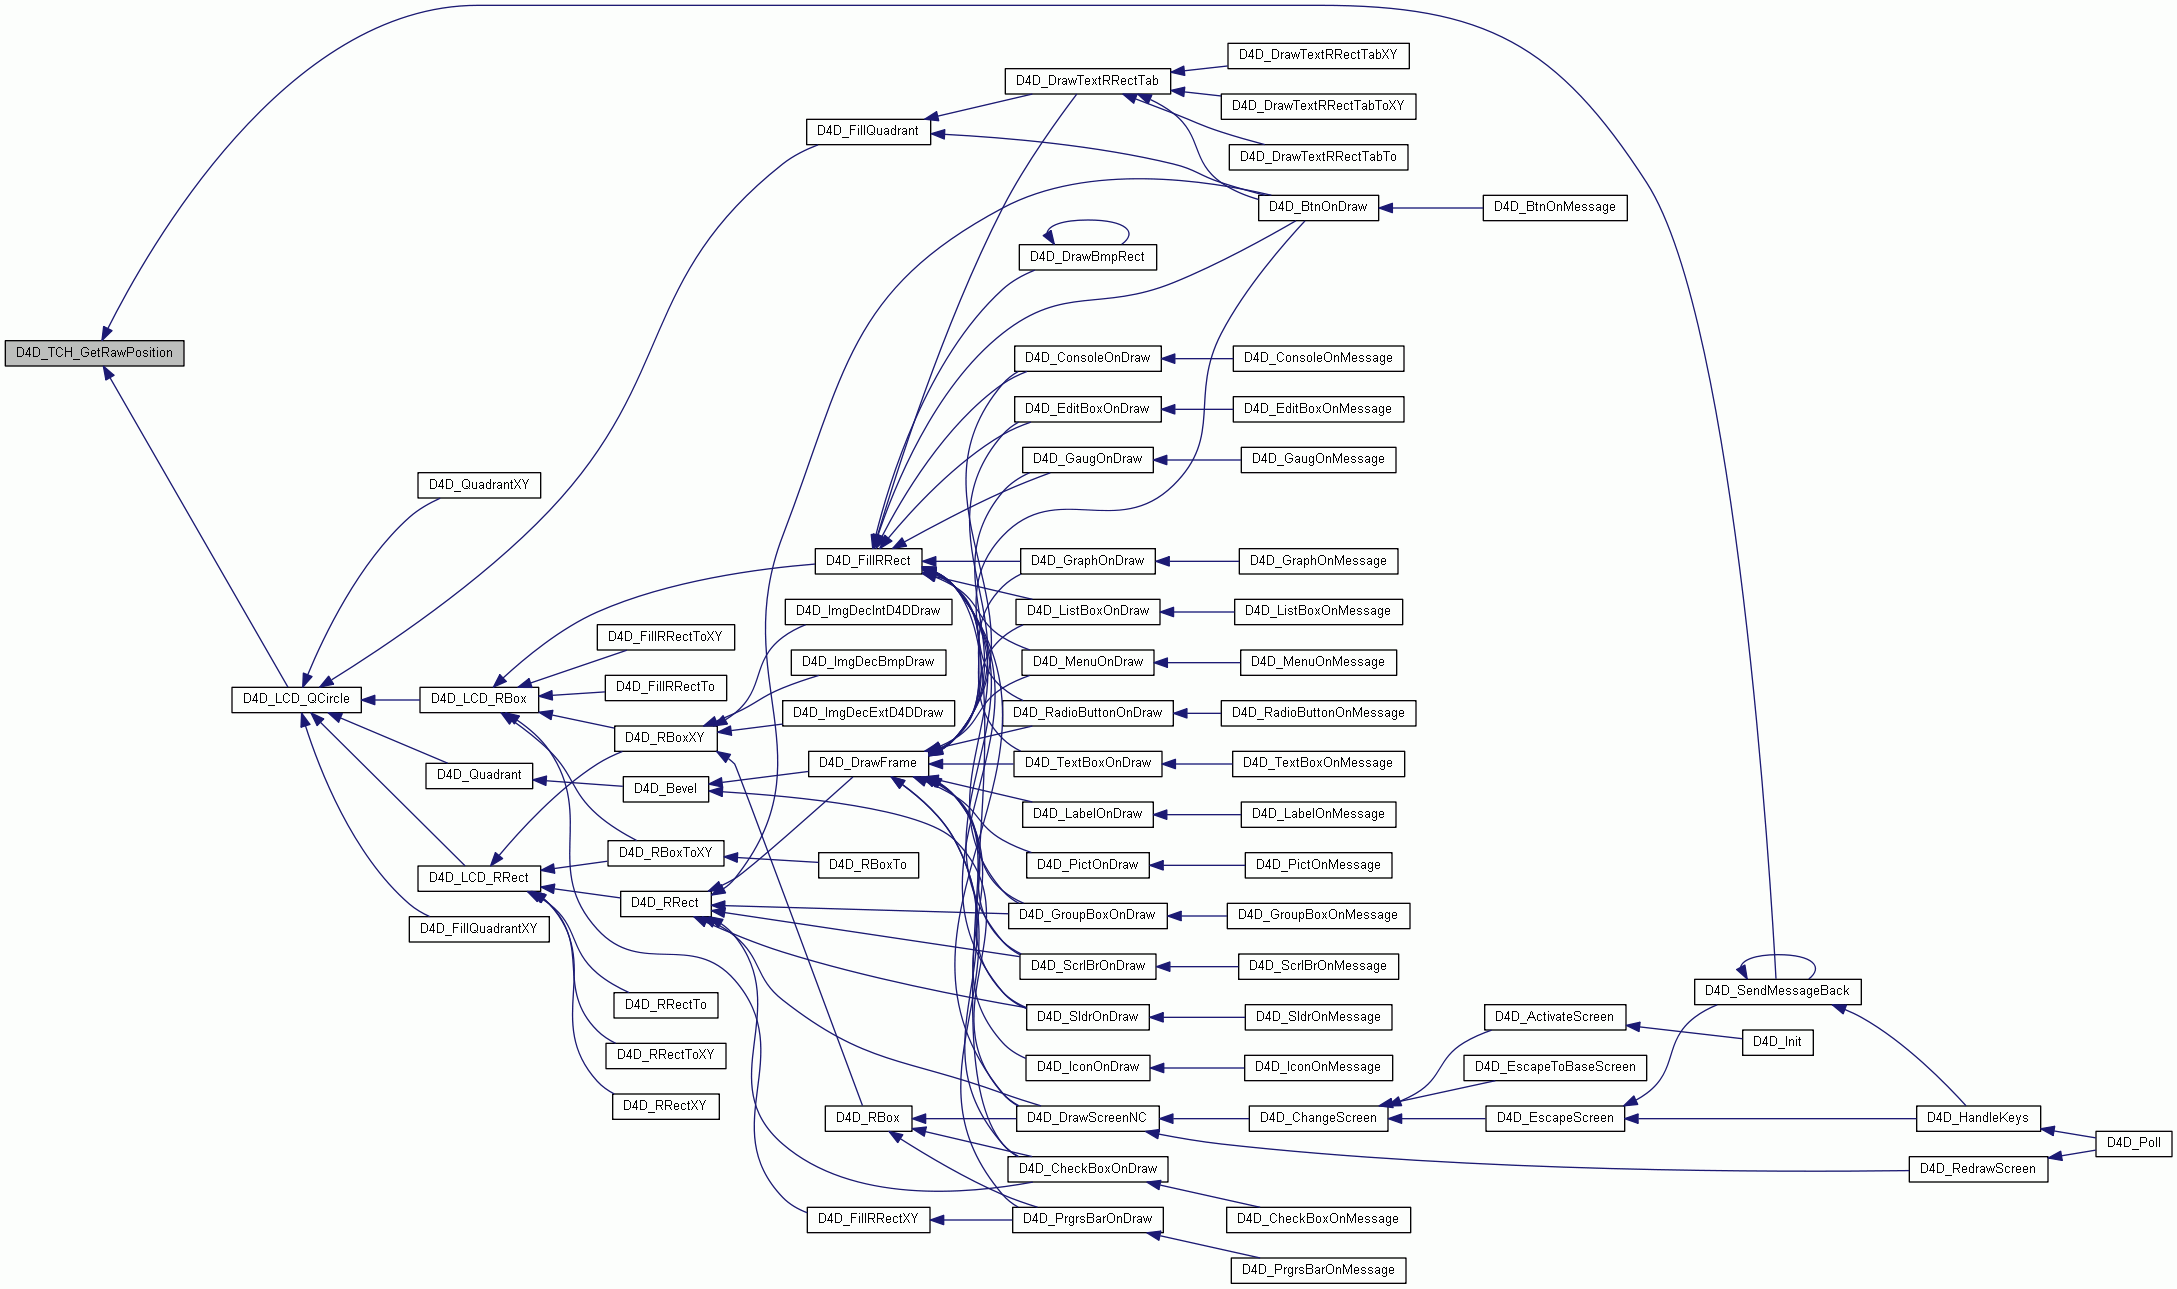 D4D_DrawTextRRectTabXY
D4D_DrawTextRRectTab
D4D_DrawTextRRectTabToXY
D4D_FillQuadrant
D4D_DrawTextRRectTabTo
D4D_BtnOnDraw
D4D_BtnOnMessage
D4D_DrawBmpRect
D4D_TCH_GetRawPosition
D4D_ConsoleOnDraw
D4D_ConsoleOnMessage
D4D_EditBoxOnDraw
D4D_EditBoxOnMessage
D4D_GaugOnDraw
D4D_GaugOnMessage
D4D_QuadrantXY
D4D_FillRRect
D4D_GraphOnDraw
D4D_GraphOnMessage
D4D_ImgDecIntD4DDraw
D4D_ListBoxOnDraw
D4D_ListBoxOnMessage
D4D_FillRRectToXY
D4D_ImgDecBmpDraw
D4D_MenuOnDraw
D4D_MenuOnMessage
D4D_LCD_QCircle
D4D_LCD_RBox
D4D_FillRRectTo
D4D_ImgDecExtD4DDraw
D4D_RadioButtonOnDraw
D4D_RadioButtonOnMessage
D4D_RBoxXY
D4D_DrawFrame
D4D_TextBoxOnDraw
D4D_TextBoxOnMessage
D4D_Quadrant
D4D_Bevel
D4D_LabelOnDraw
D4D_LabelOnMessage
D4D_RBoxToXY
D4D_RBoxTo
D4D_PictOnDraw
D4D_PictOnMessage
D4D_LCD_RRect
D4D_RRect
D4D_GroupBoxOnDraw
D4D_GroupBoxOnMessage
D4D_FillQuadrantXY
D4D_ScrlBrOnDraw
D4D_ScrlBrOnMessage
D4D_SendMessageBack
D4D_RRectTo
D4D_SldrOnDraw
D4D_SldrOnMessage
D4D_ActivateScreen
D4D_Init
D4D_RRectToXY
D4D_IconOnDraw
D4D_IconOnMessage
D4D_EscapeToBaseScreen
D4D_RRectXY
D4D_RBox
D4D_DrawScreenNC
D4D_ChangeScreen
D4D_EscapeScreen
D4D_HandleKeys
D4D_Poll
D4D_CheckBoxOnDraw
D4D_RedrawScreen
D4D_FillRRectXY
D4D_PrgrsBarOnDraw
D4D_CheckBoxOnMessage
D4D_PrgrsBarOnMessage